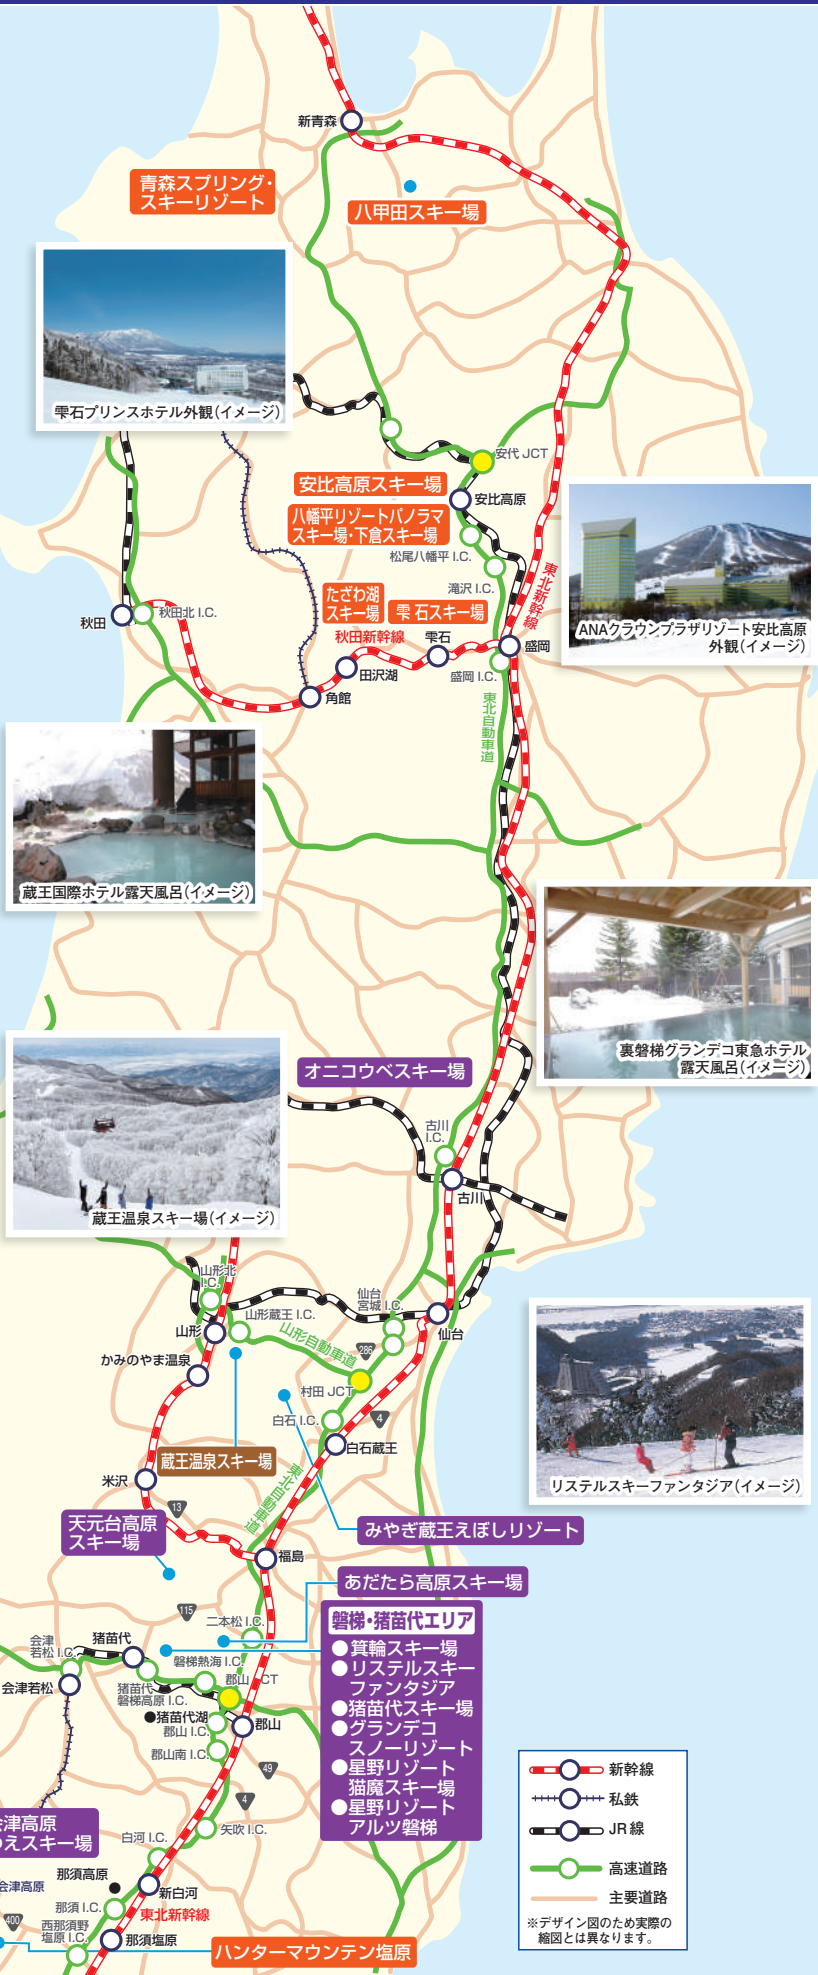 新青森
青森スプリング・
スキーリゾート
八甲田スキー場
雫石プリンスホテル外観（イメージ）
安代 JCT
安比高原スキー場
安比高原
八幡平リゾートパノラマ
スキー場・下倉スキー場
松尾八幡平 I.C.
滝沢 I.C.
東北新幹線
ANAクラウンプラザリゾート安比高原
外観（イメージ）
たざわ湖
スキー場
雫石スキー場
秋田
秋田北 I.C.
秋田新幹線
雫石
盛岡
田沢湖
盛岡 I.C.
角館
東北自動車道
蔵王国際ホテル露天風呂（イメージ）
裏磐梯グランデコ東急ホテル
露天風呂（イメージ）
オニコウベスキー場
古川
I.C.
古川
蔵王温泉スキー場（イメージ）
山形北
I.C.
仙台
宮城 I.C.
山形蔵王 I.C.
山形
仙台
山形自動車道
286
かみのやま温泉
村田 JCT
白石 I.C.
4
白石蔵王
蔵王温泉スキー場
米沢
東北自動車道
13
リステルスキーファンタジア（イメージ）
天元台高原
スキー場
みやぎ蔵王えぼしリゾート
福島
あだたら高原スキー場
115
二本松 I.C.
磐梯・猪苗代エリア
●箕輪スキー場
●リステルスキー
ファンタジア
●猪苗代スキー場
●グランデコ
スノーリゾート
●星野リゾート
猫魔スキー場
●星野リゾート
アルツ磐梯
会津
若松 I.C.
猪苗代
磐梯熱海 I.C.
会津若松
猪苗代
磐梯高原 I.C.
郡山 CT
●猪苗代湖
郡山 I.C.
郡山
郡山南 I.C.
49
4
矢吹 I.C.
白河 I.C.
津高原
えスキー場
那須高原
会津高原
新白河
那須 I.C.
東北新幹線
400
西那須野
塩原 I.C.
那須塩原
ハンターマウンテン塩原
新幹線
私鉄
JR 線
高速道路
主要道路
※デザイン図のため実際の
縮図とは異なります。